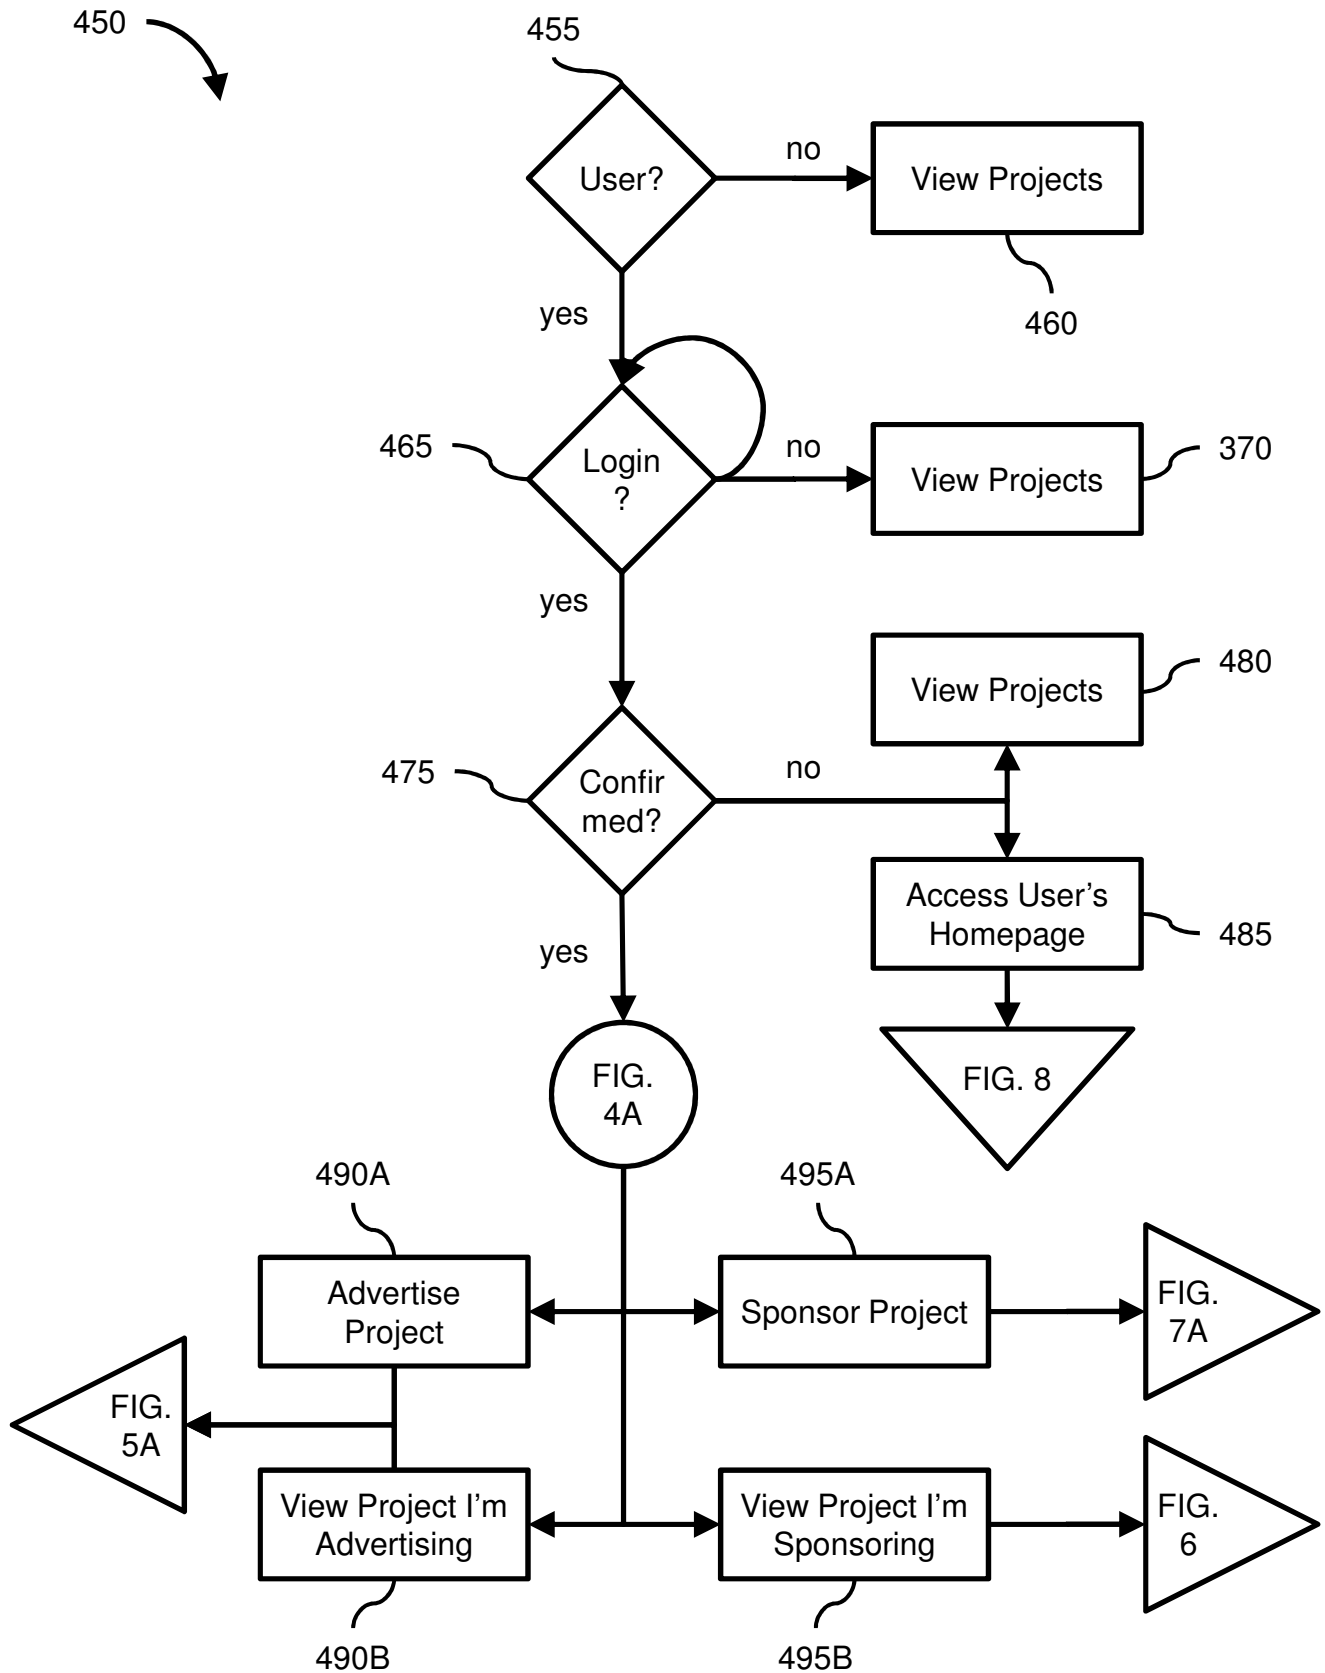 450
455
User?
no
View Projects
460
yes
465
Login
?
no
View Projects
370
yes
View Projects
480
475
Confir
med?
no
Access User's
Homepage
485
yes
FIG.
4A
FIG. 8
490A
495A
Advertise
Project
Sponsor Project
FIG.
7A
FIG.
5A
View Project I'm
Advertising
View Project I'm
Sponsoring
FIG.
6
490B
495B